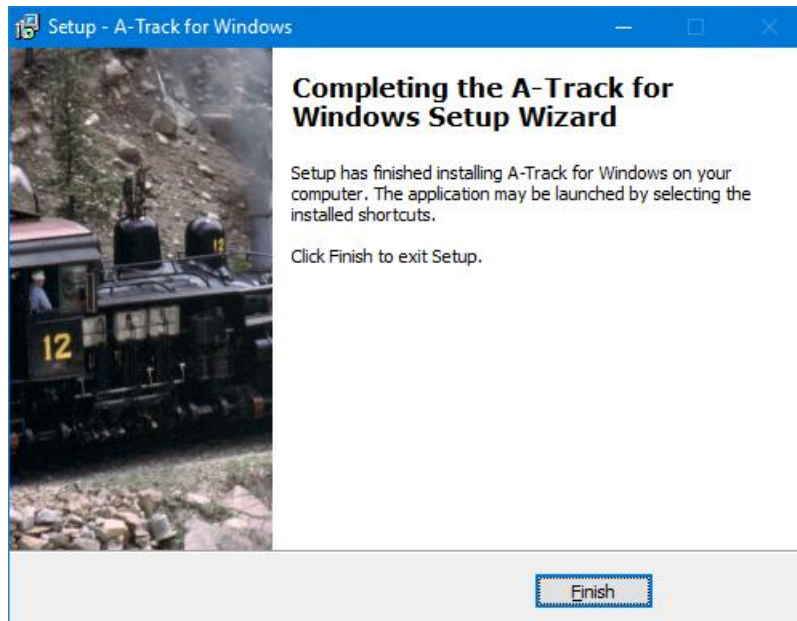 Setup - A-Track for Windows
Completing the A-Track for
Windows Setup Wizard
Setup has finished installing A-Track for Windows on your
computer. The application may be launched by selecting the
installed shortcuts.
Click Finish to exit Setup.
12
12
Finish